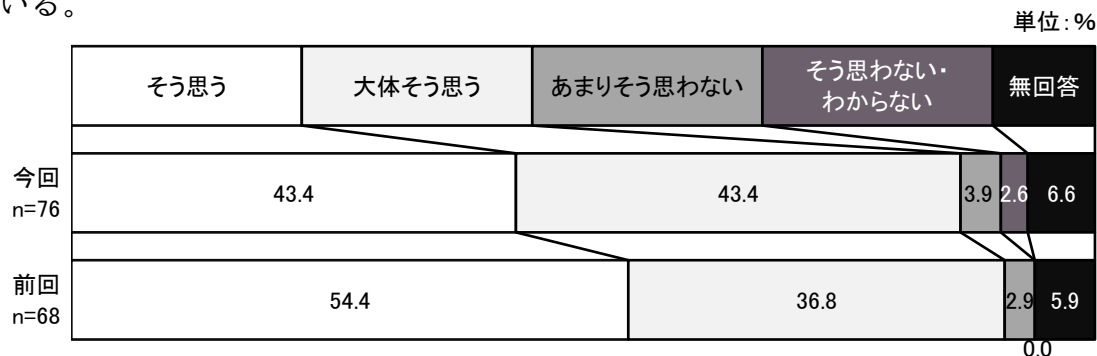 いる。
単位：％
そう思う
大体そう思う
あまりそう思わない
そう思わない・
わからない
無回答
今回
n=76
43.4
43.4
3.9
2.6
6.6
前回
n=68
54.4
36.8
2.9
5.9
0.0